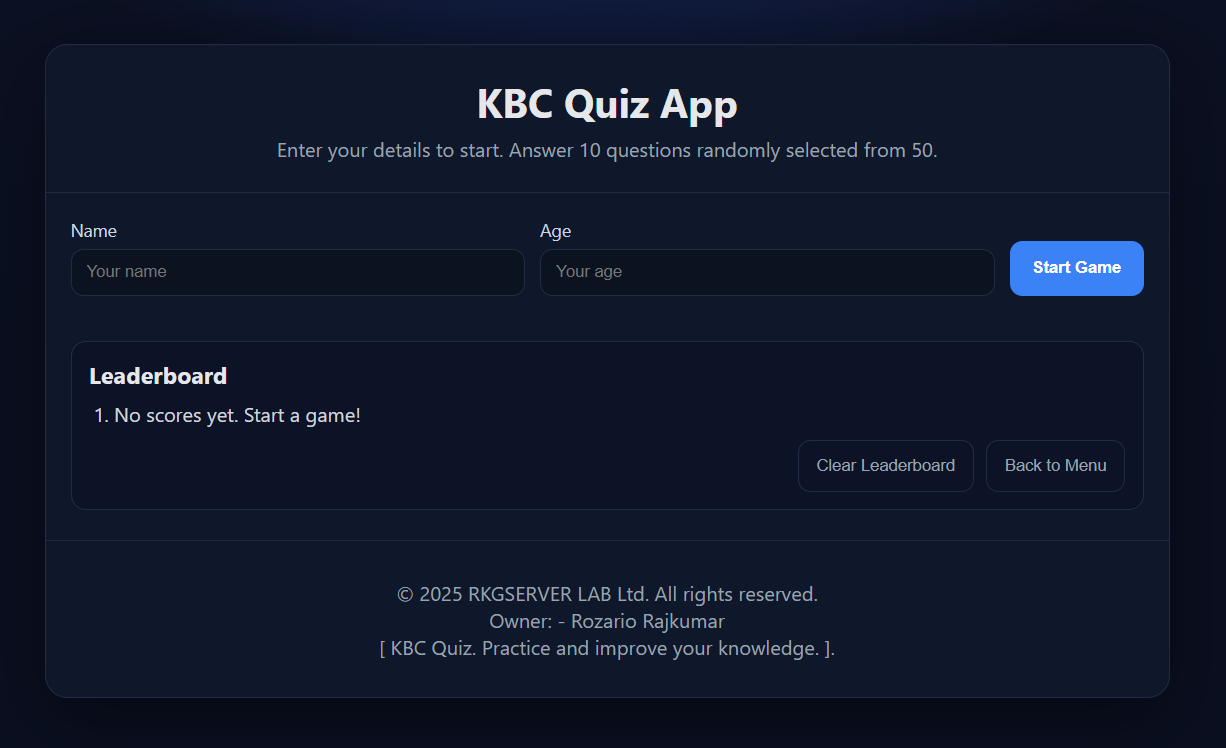 KBC Quiz App
Enter your details to start. Answer 10 questions randomly selected from 50.
Name
Age
Your name
Your age
Start Game
Leaderboard
1. No scores yet. Start a game!
Clear Leaderboard
Back to Menu
© 2025 RKGSERVER LAB Ltd. All rights reserved.
Owner: - Rozario Rajkumar
[ KBC Quiz. Practice and improve your knowledge. ].